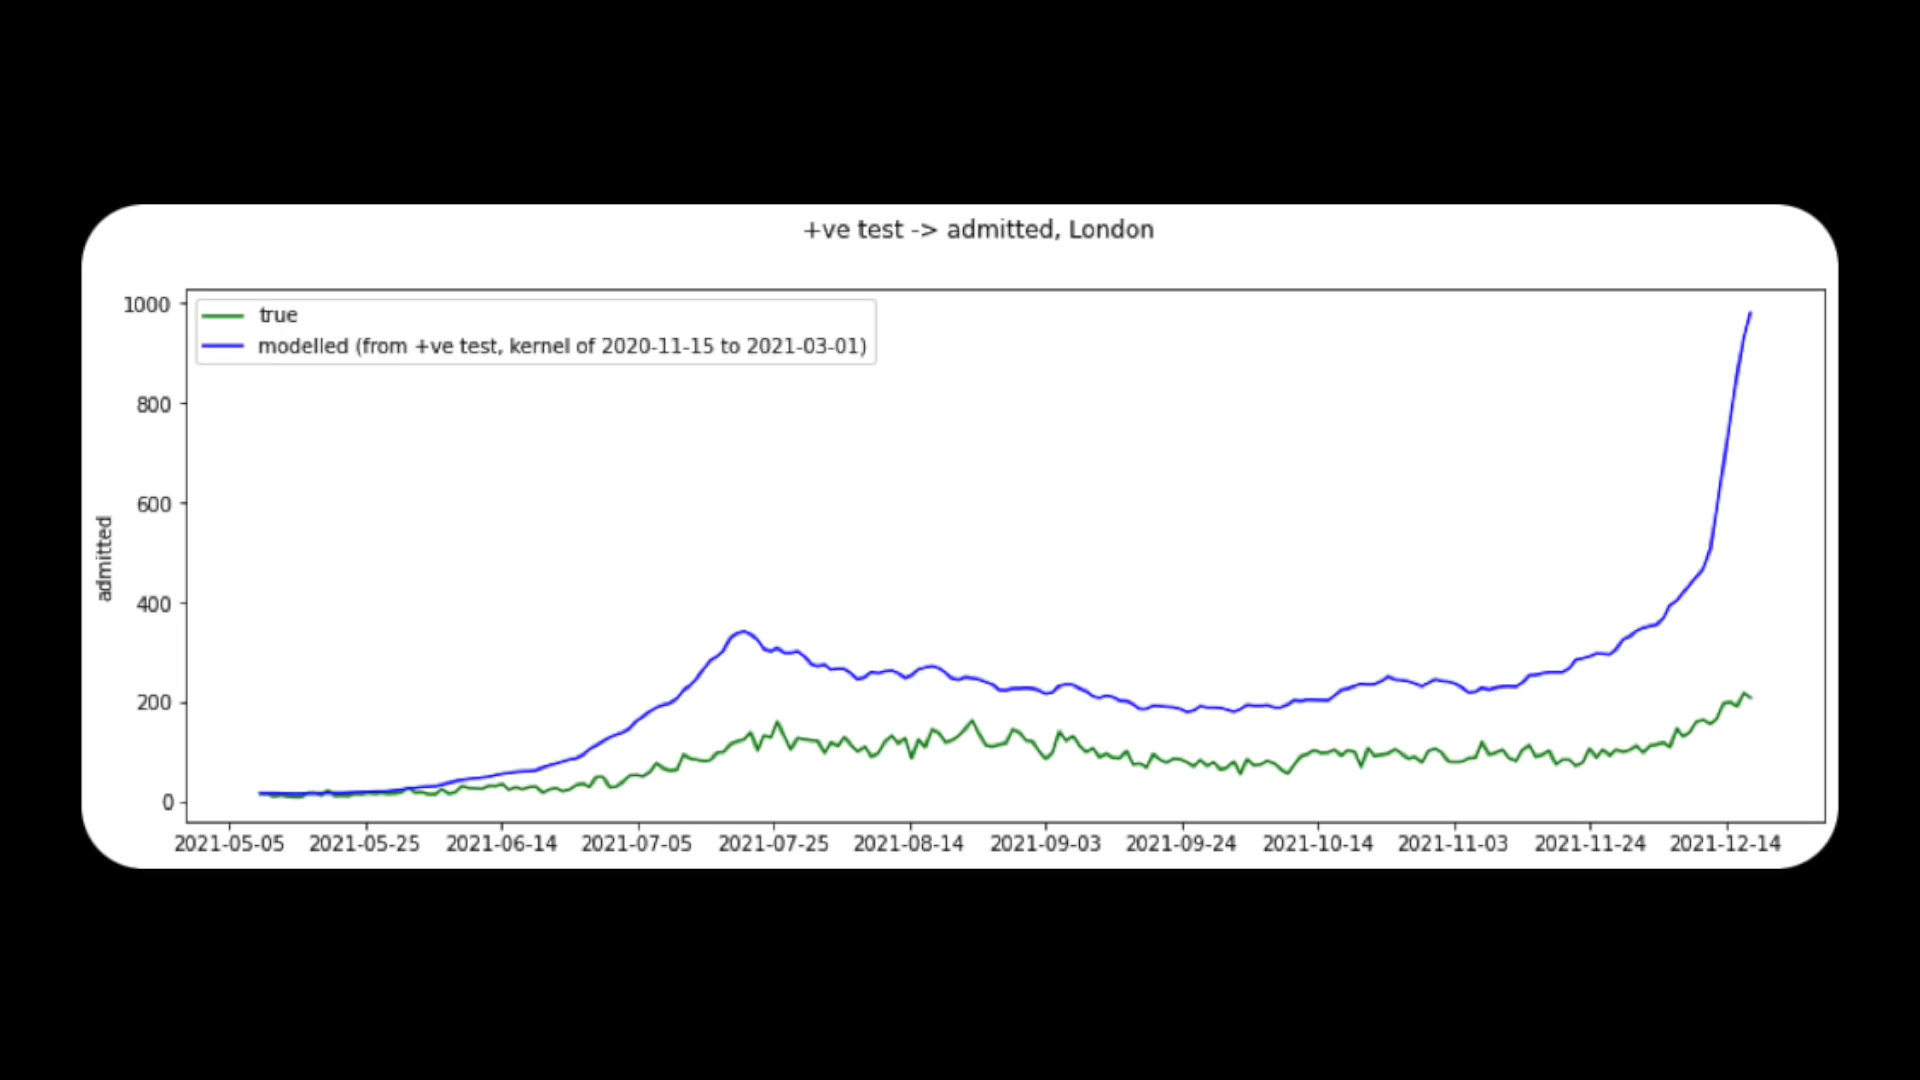 +ve test -> admitted, London
true
modelled (from +ve test, kernel of 2020-11-15 to 2021-03-01)
1000
800
600
400
200
0
admitted
2021-05-05 2021-05-25 2021-06-14 2021-07-05 2021-07-25 2021-08-14 2021-09-03 2021-09-24 2021-10-14 2021-11-03 2021-11-24 2021-12-14